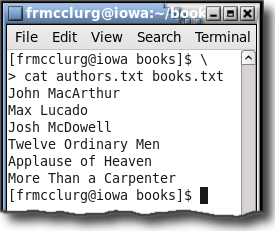 frmcclurg@iowa:~/book
File Edit View Search Terminal
[frmcclurg@iowa books]$ \
> cat authors.txt books.txt
John MacArthur
Max Lucado
Josh McDowell
Twelve Ordinary Men
Applause of Heaven
More Than a Carpenter
[frmcclurg@iowa books]$